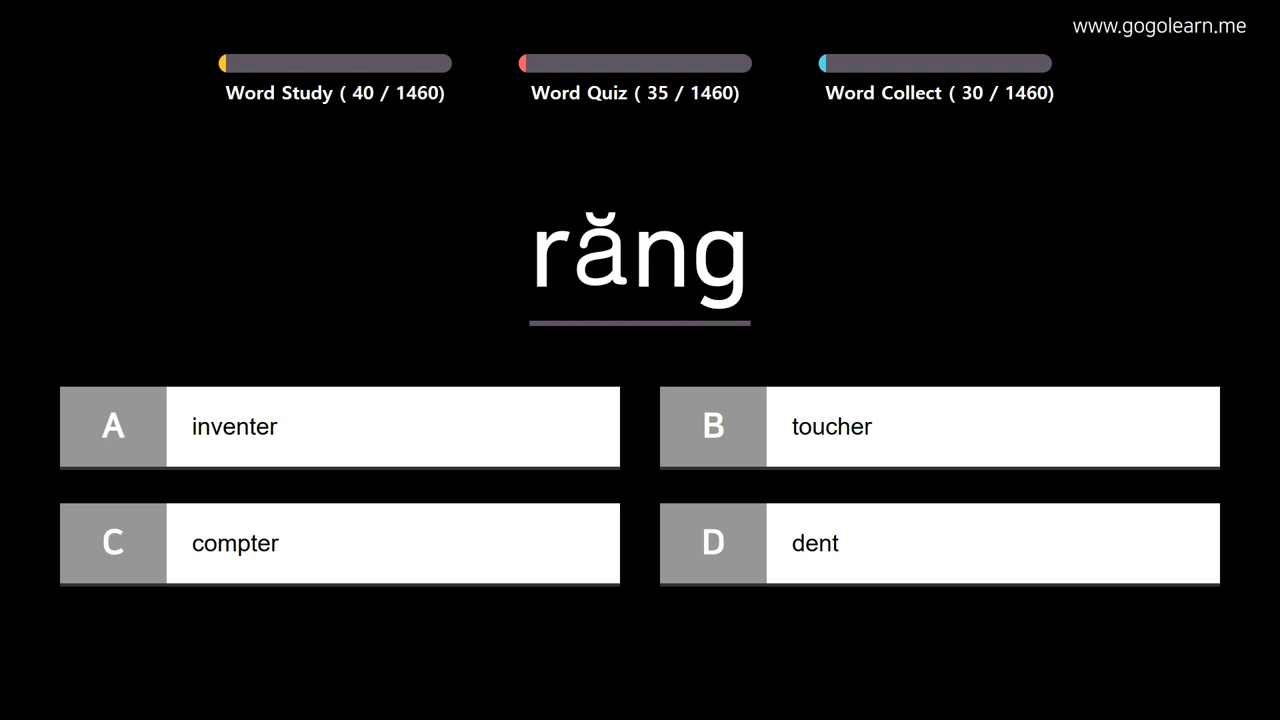 www.gogolearn.me
Word Study ( 40 / 1460)
Word Quiz ( 35 / 1460)
Word Collect ( 30 / 1460)
răng
A inventer
B toucher
C compter
D dent